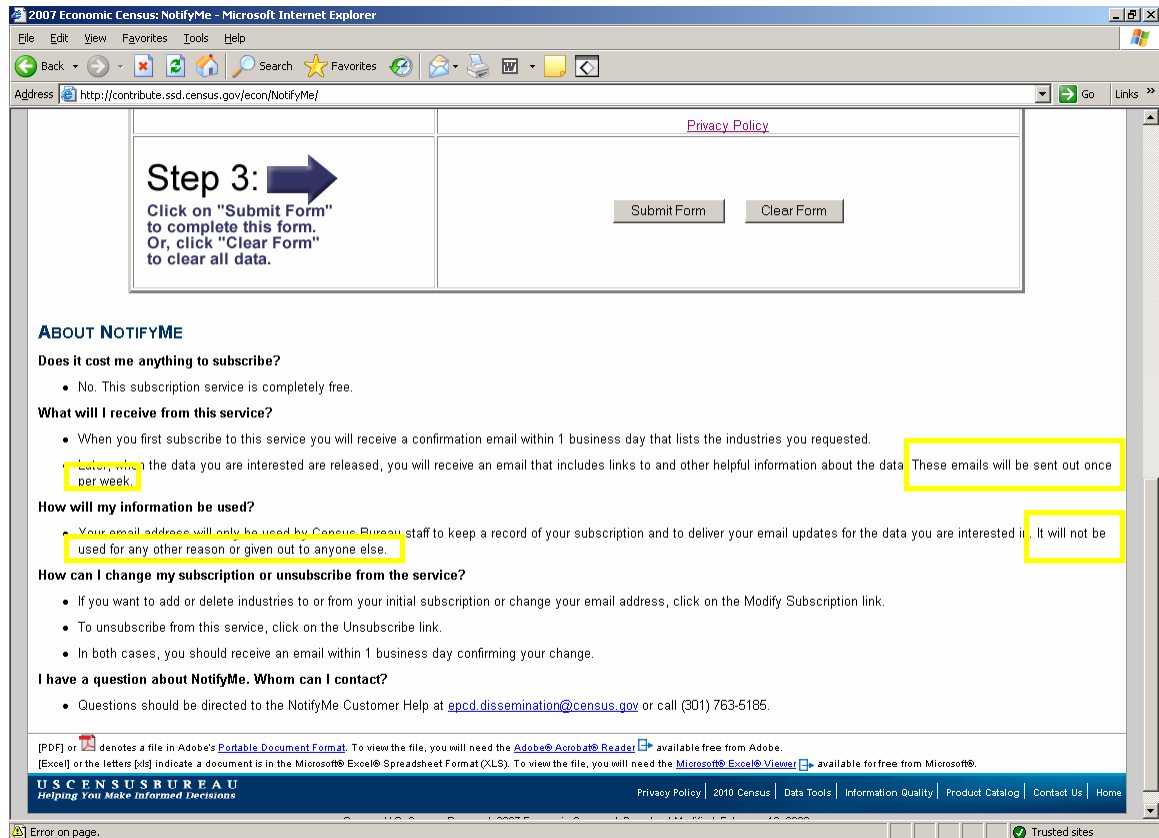 2007 Economic Census: NotifyMe - Microsoft Internet Explorer
File Edit View Favorites Tools Help
Back Search Favorites
Address http://contribute.ssd.census.gov/econ/NotifyMe/ Go Links »
Privacy Policy
Step 3:
Click on "Submit Form"
to complete this form.
Or, click "Clear Form"
to clear all data.
Submit Form Clear Form
ABOUT NOTIFYME
Does it cost me anything to subscribe?
• No. This subscription service is completely free.
What will I receive from this service?
• When you first subscribe to this service you will receive a confirmation email within 1 business day that lists the industries you requested.
• Later, when the data you are interested are released, you will receive an email that includes links to and other helpful information about the data. These emails will be sent out once
per week.
How will my information be used?
• Your email address will only be used by Census Bureau staff to keep a record of your subscription and to deliver your email updates for the data you are interested in. It will not be
used for any other reason or given out to anyone else.
How can I change my subscription or unsubscribe from the service?
• If you want to add or delete industries to or from your initial subscription or change your email address, click on the Modify Subscription link.
• To unsubscribe from this service, click on the Unsubscribe link.
• In both cases, you should receive an email within 1 business day confirming your change.
I have a question about NotifyMe. Whom can I contact?
• Questions should be directed to the NotifyMe Customer Help at epcd.dissemination@census.gov or call (301) 763-5185.
[PDF] or denotes a file in Adobe's Portable Document Format. To view the file, you will need the Adobe® Acrobat® Reader available free from Adobe.
[Excel] or the letters [xls] indicate a document is in the Microsoft® Excel® Spreadsheet Format (XLS). To view the file, you will need the Microsoft® Excel® Viewer available for free from Microsoft®.
U S C E N S U S B U R E A U
Helping You Make Informed Decisions
Privacy Policy | 2010 Census | Data Tools | Information Quality | Product Catalog | Contact Us | Home
Error on page. Trusted sites